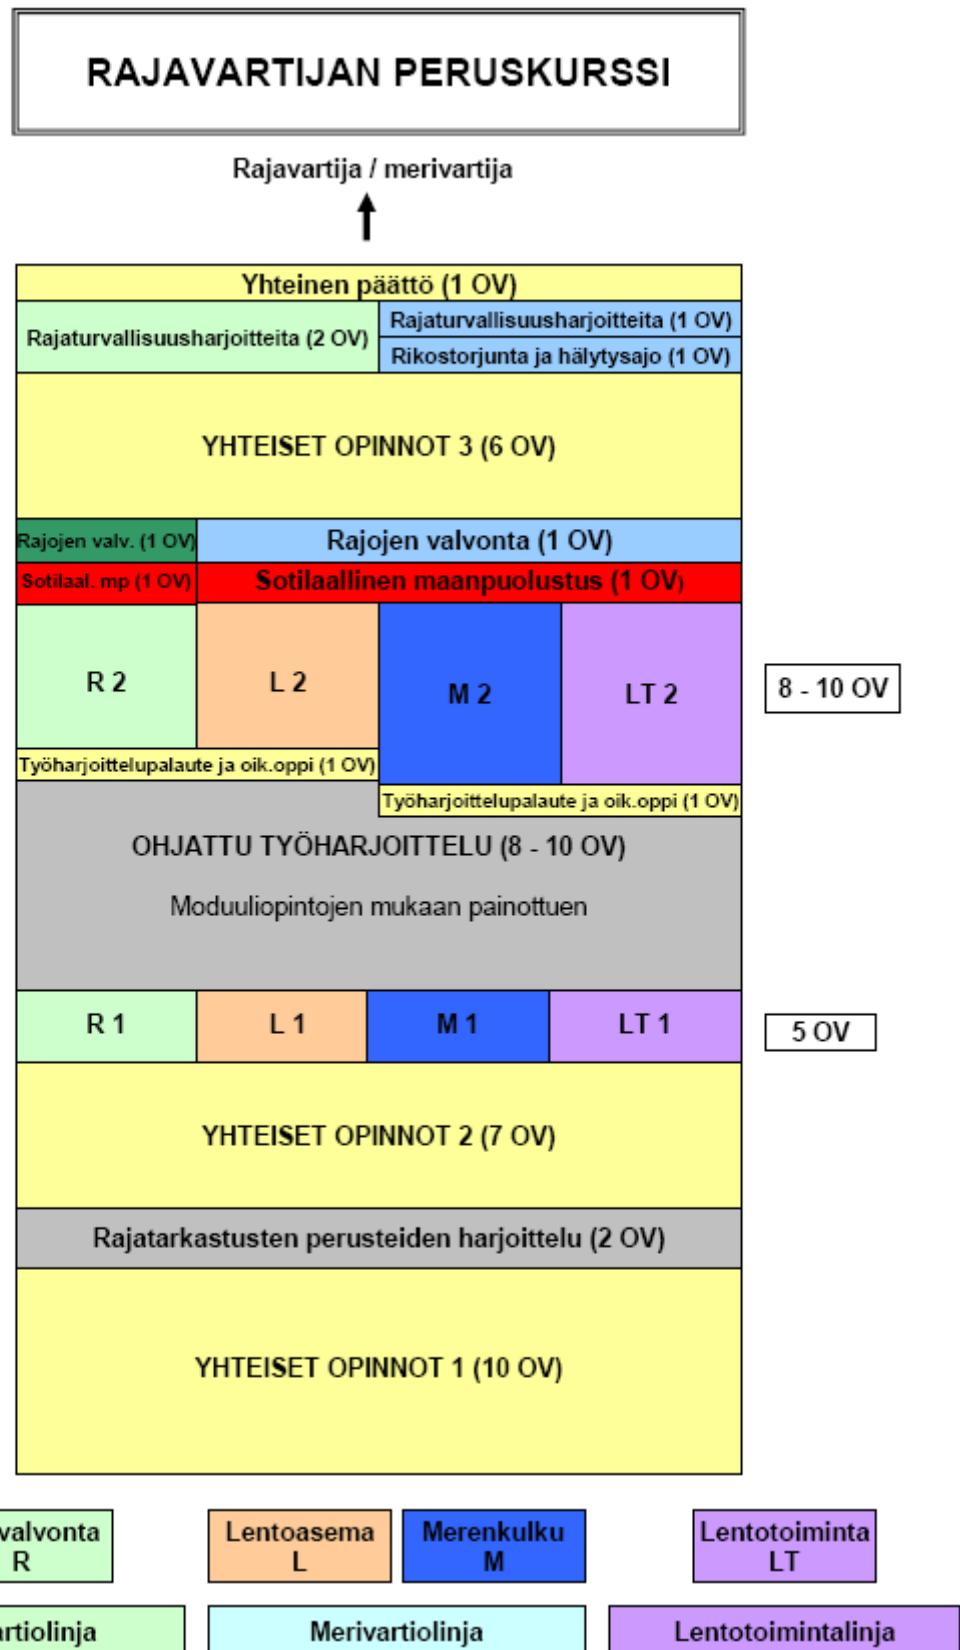 RAJAVARTIJAN PERUSKURSSI
Rajavartija / merivartija
Yhteinen päättö (1 OV)
Rajaturvallisuusharjoitteita (2 OV)
Rajaturvallisuusharjoitteita (1 OV)
Rikostorjunta ja hälytysajo (1 OV)
YHTEISET OPINNOT 3 (6 OV)
Rajojen valv. (1 OV)
Rajojen valvonta (1 OV)
Sotilaal. mp (1 OV)
Sotilaallinen maanpuolustus (1 OV)
R 2
L 2
M 2
LT 2
8 - 10 OV
Työharjoittelupalaute ja oik.oppi (1 OV)
Työharjoittelupalaute ja oik.oppi (1 OV)
OHJATTU TYÖHARJOITTELU (8 - 10 OV)
Moduuliopintojen mukaan painottuen
R 1
L 1
M 1
LT 1
5 OV
YHTEISET OPINNOT 2 (7 OV)
Rajatarkastusten perusteiden harjoittelu (2 OV)
YHTEISET OPINNOT 1 (10 OV)
valvonta
R
Lentoasema
L
Merenkulku
M
Lentotoiminta
LT
artiolinja
Merivartiolinja
Lentotoimintalinja